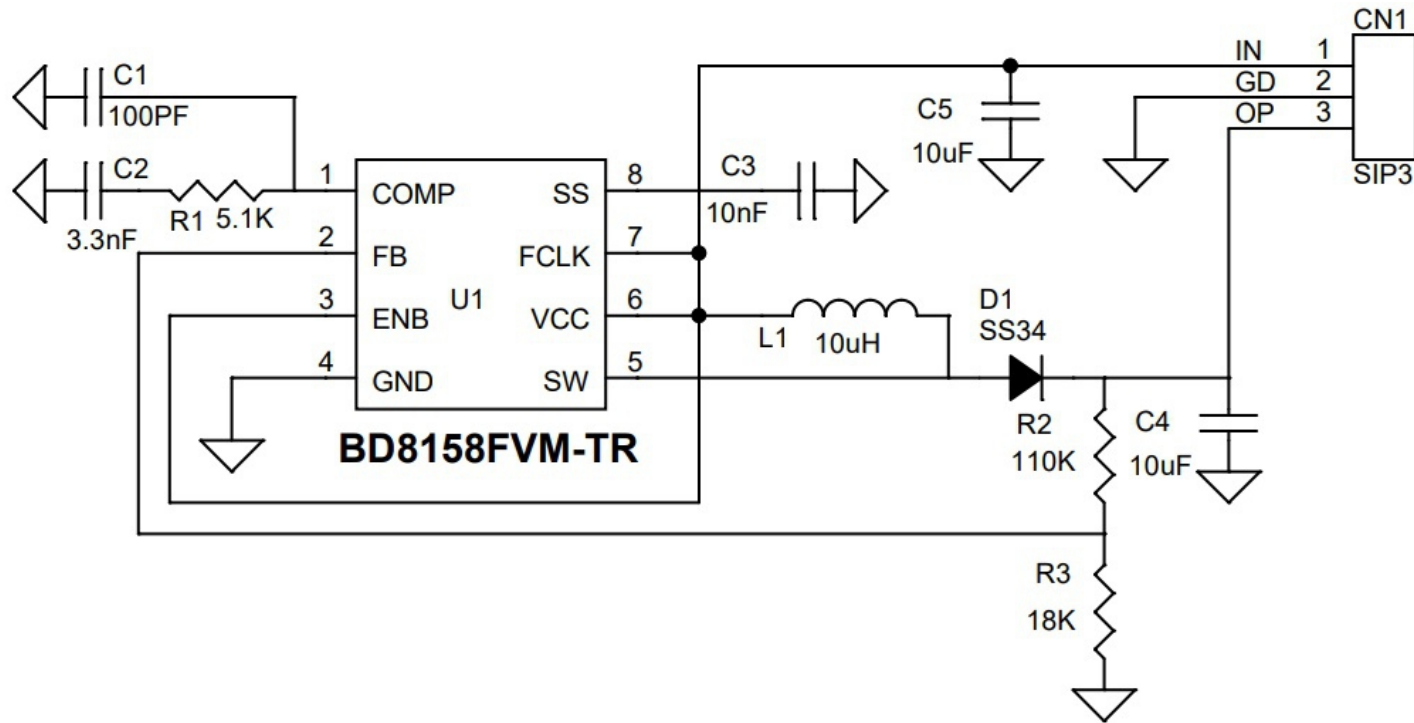 CN1
IN 1
GD 2
OP 3
SIP3
C1
100PF
C2
3.3nF
R1 5.1K
1 COMP
2 FB
3 ENB
4 GND
U1
SS 8
FCLK 7
VCC 6
SW 5
BD8158FVM-TR
C3
10nF
C5
10uF
L1 10uH
D1
SS34
R2
110K
C4
10uF
R3
18K